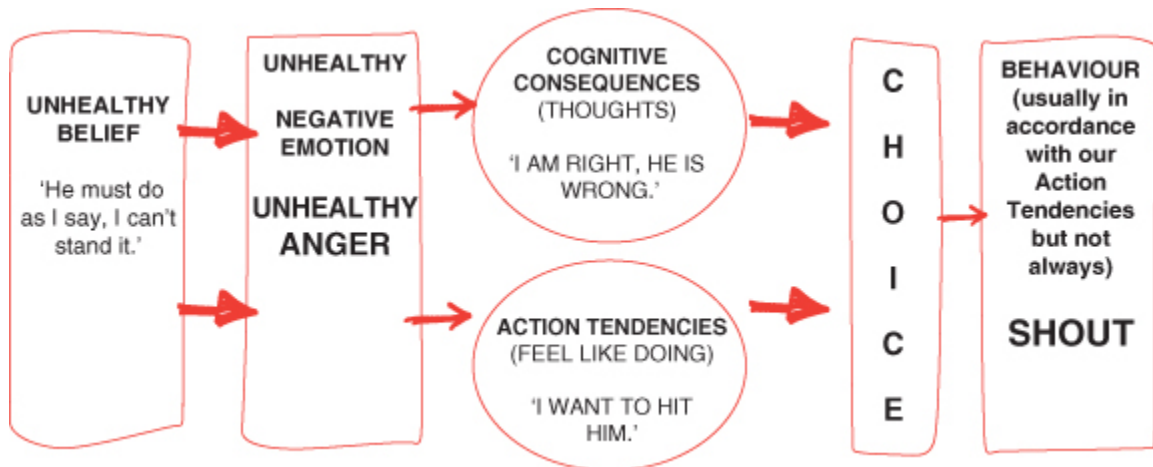 UNHEALTHY
BELIEF
‘He must do
as I say, I can’t
stand it.’
UNHEALTHY
NEGATIVE
EMOTION
UNHEALTHY
ANGER
COGNITIVE
CONSEQUENCES
(THOUGHTS)
‘I AM RIGHT, HE IS
WRONG.’
ACTION TENDENCIES
(FEEL LIKE DOING)
‘I WANT TO HIT
HIM.’
C
H
O
I
C
E
BEHAVIOUR
(usually in
accordance
with our
Action
Tendencies
but not
always)
SHOUT